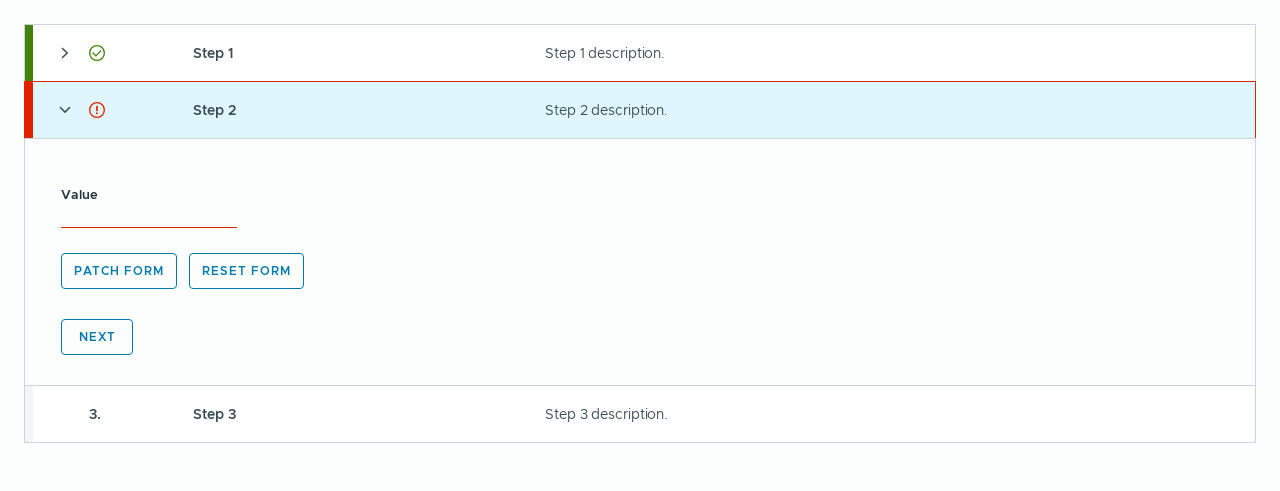 Step 1 Step 1 description.
Step 2 Step 2 description.
Value
PATCH FORM RESET FORM
NEXT
3. Step 3 Step 3 description.